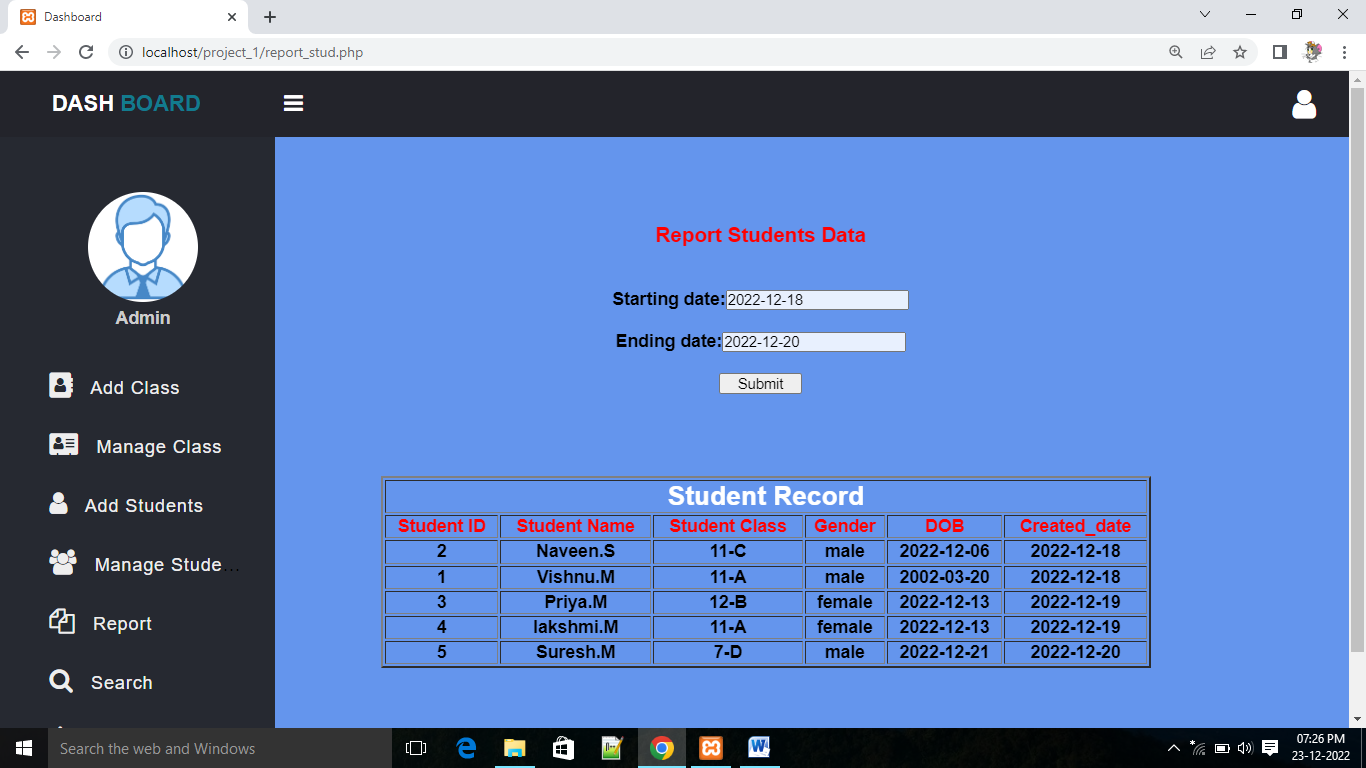 Dashboard
localhost/project_1/report_stud.php
DASH BOARD
Admin
Add Class
Manage Class
Add Students
Manage Stude...
Report
Search
Report Students Data
Starting date: 2022-12-18
Ending date: 2022-12-20
Submit
Student Record
Student ID Student Name Student Class Gender DOB Created_date
2 Naveen.S 11-C male 2022-12-06 2022-12-18
1 Vishnu.M 11-A male 2002-03-20 2022-12-18
3 Priya.M 12-B female 2022-12-13 2022-12-19
4 lakshmi.M 11-A female 2022-12-13 2022-12-19
5 Suresh.M 7-D male 2022-12-21 2022-12-20
Search the web and Windows
07:26 PM
23-12-2022